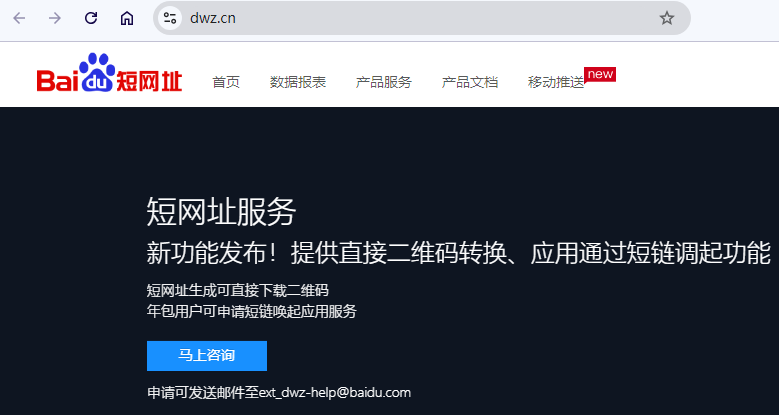 dwz.cn
Bai du 短网址
首页 数据报表 产品服务 产品文档 移动推送 new
短网址服务
新功能发布！提供直接二维码转换、应用通过短链调起功能
短网址生成可直接下载二维码
年包用户可申请短链唤起应用服务
马上咨询
申请可发送邮件至ext_dwz-help@baidu.com